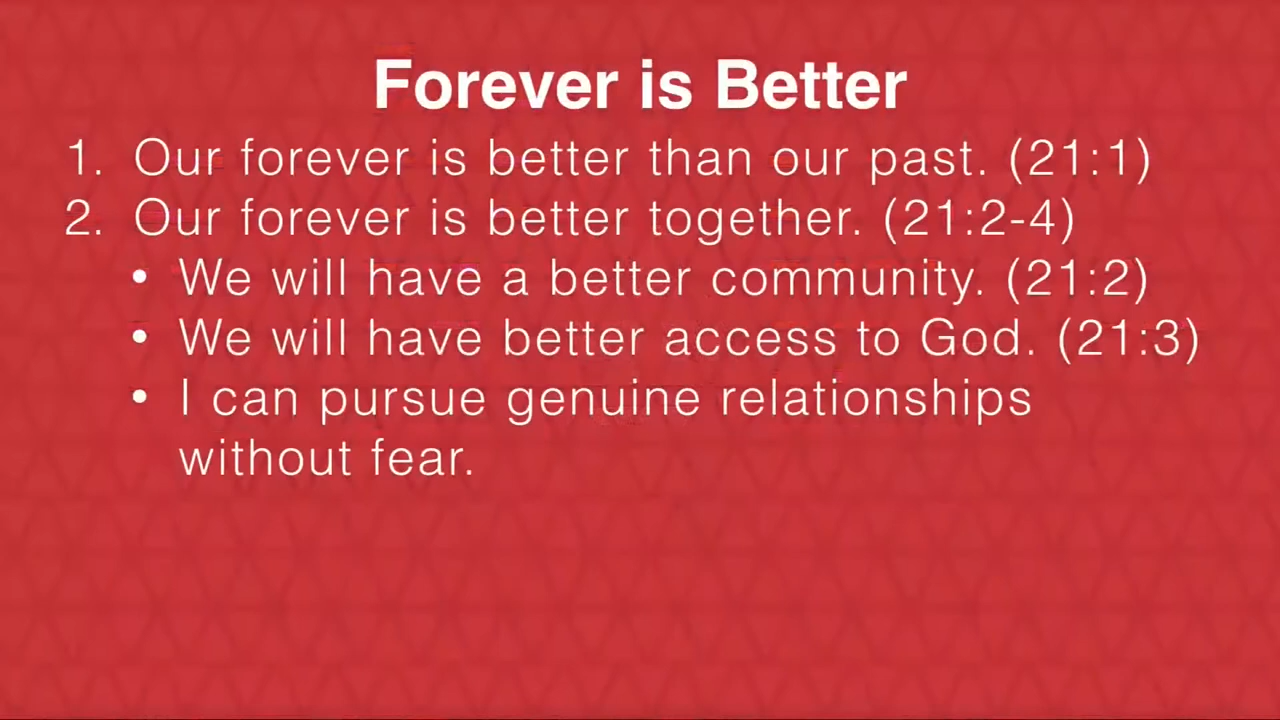 Forever is Better
1. Our forever is better than our past. (21:1)
2. Our forever is better together. (21:2-4)
• We will have a better community. (21:2)
• We will have better access to God. (21:3)
• I can pursue genuine relationships
without fear.